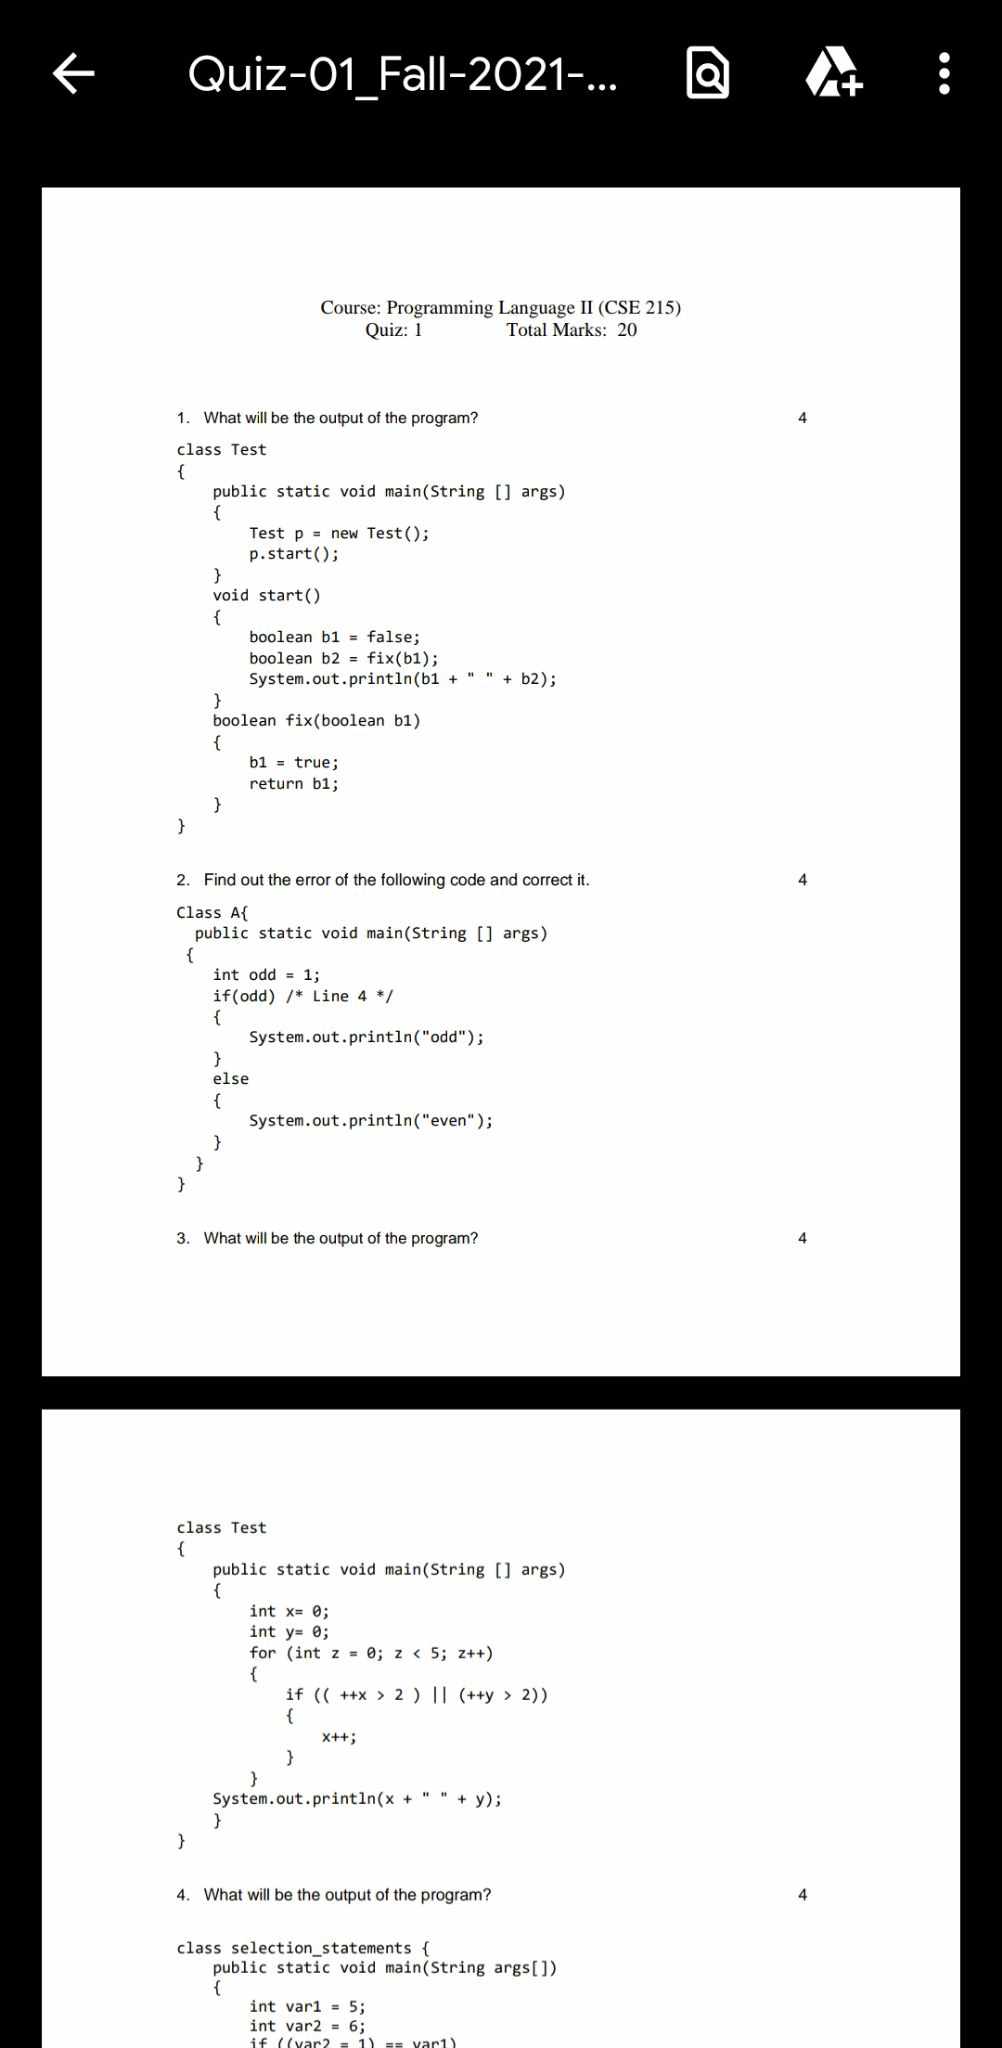 Quiz-01_Fall-2021-...
Course: Programming Language II (CSE 215)
Quiz: 1 Total Marks: 20
1. What will be the output of the program? 4
class Test
{
public static void main(String [] args)
{
Test p = new Test();
p.start();
}
void start()
{
boolean b1 = false;
boolean b2 = fix(b1);
System.out.println(b1 + " " + b2);
}
boolean fix(boolean b1)
{
b1 = true;
return b1;
}
}
2. Find out the error of the following code and correct it. 4
Class A{
public static void main(String [] args)
{
int odd = 1;
if(odd) /* Line 4 */
{
System.out.println("odd");
}
else
{
System.out.println("even");
}
}
}
3. What will be the output of the program? 4
class Test
{
public static void main(String [] args)
{
int x= 0;
int y= 0;
for (int z = 0; z < 5; z++)
{
if (( ++x > 2 ) || (++y > 2))
{
x++;
}
}
System.out.println(x + " " + y);
}
}
4. What will be the output of the program? 4
class selection_statements {
public static void main(String args[])
{
int var1 = 5;
int var2 = 6;
if ((var2 = 1) == var1)